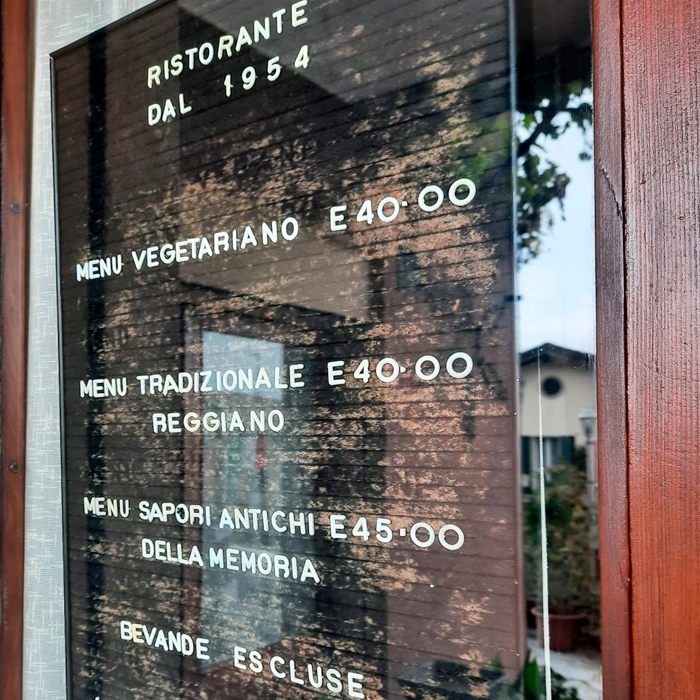 RISTORANTE
DAL 1954
MENU VEGETARIANO E 40.00
MENU TRADIZIONALE E 40.00
REGGIANO
MENU SAPORI ANTICHI E 45.00
DELLA MEMORIA
BEVANDE ESCLUSE